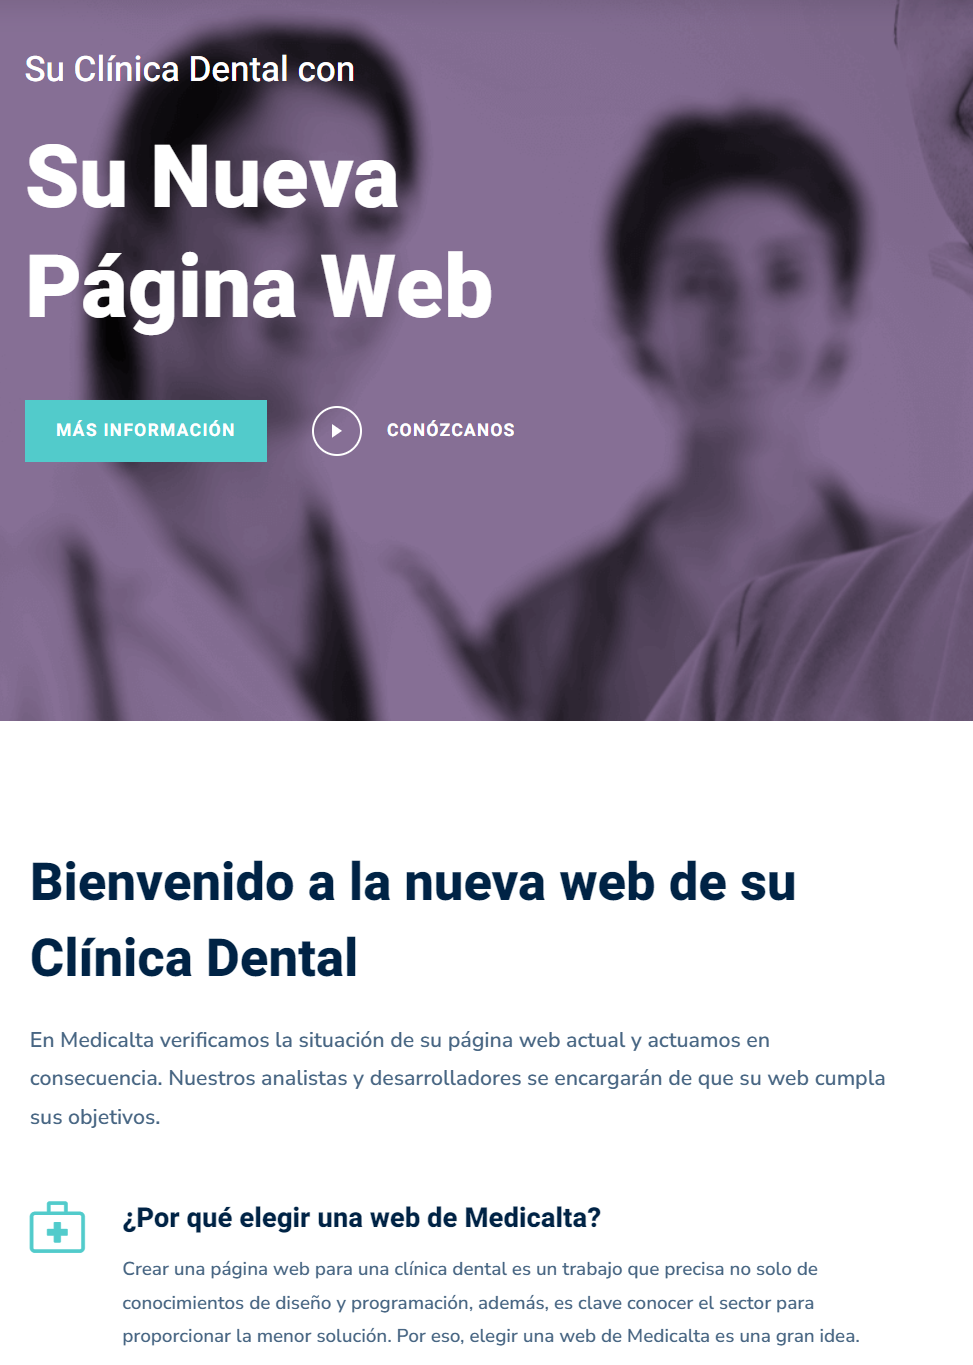 Su Clínica Dental con
Su Nueva
Página Web
MÁS INFORMACIÓN
CONÓZCANOS
Bienvenido a la nueva web de su
Clínica Dental
En Medicalta verificamos la situación de su página web actual y actuamos en
consecuencia. Nuestros analistas y desarrolladores se encargarán de que su web cumpla
sus objetivos.
¿Por qué elegir una web de Medicalta?
Crear una página web para una clínica dental es un trabajo que precisa no solo de
conocimientos de diseño y programación, además, es clave conocer el sector para
proporcionar la menor solución. Por eso, elegir una web de Medicalta es una gran idea.